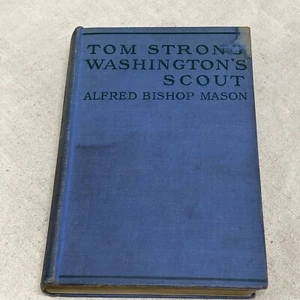 TOM STRONG
WASHINGTON'S
SCOUT
ALFRED BISHOP MASON